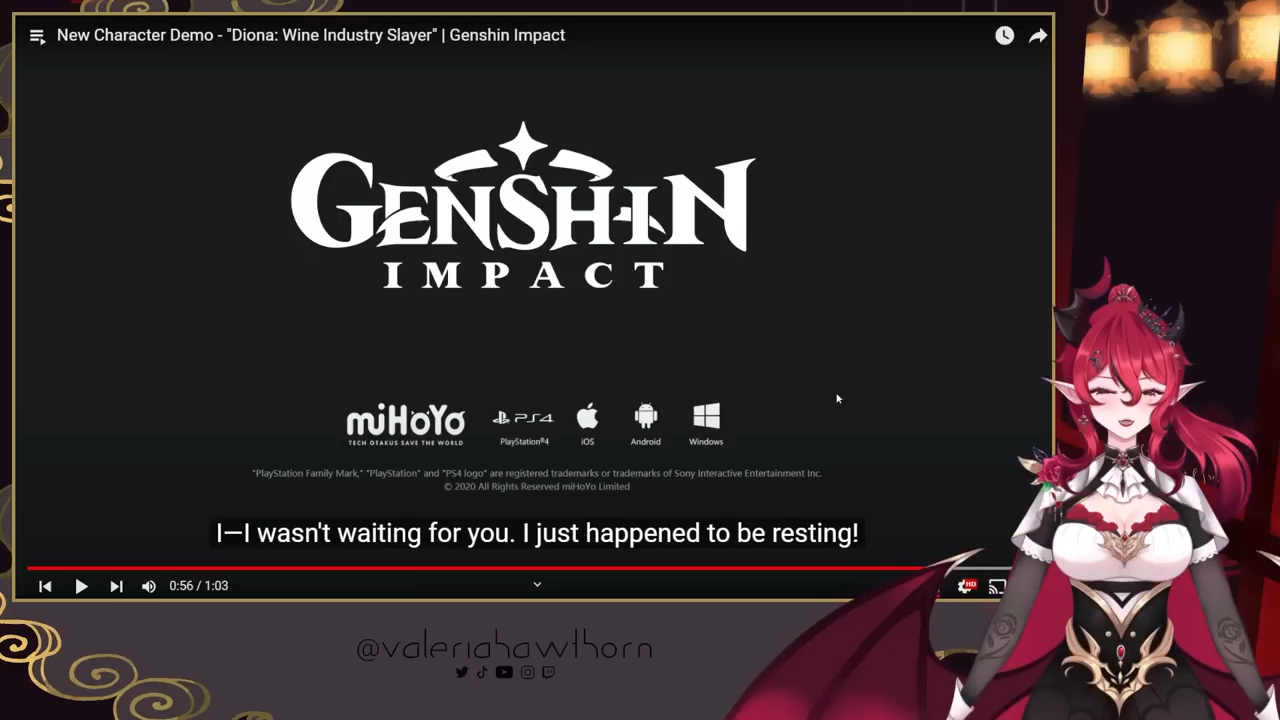 New Character Demo - "Diona: Wine Industry Slayer" | Genshin Impact
GENSHIN
IMPACT
miHoYo
TECH OTAKUS SAVE THE WORLD
PS4
PlayStation®4
iOS
Android
Windows
"PlayStation Family Mark," "PlayStation" and "PS4 logo" are registered trademarks or trademarks of Sony Interactive Entertainment Inc.
© 2020 All Rights Reserved miHoYo Limited
I—I wasn't waiting for you. I just happened to be resting!
0:56 / 1:03
HD
@valeriahawthorn